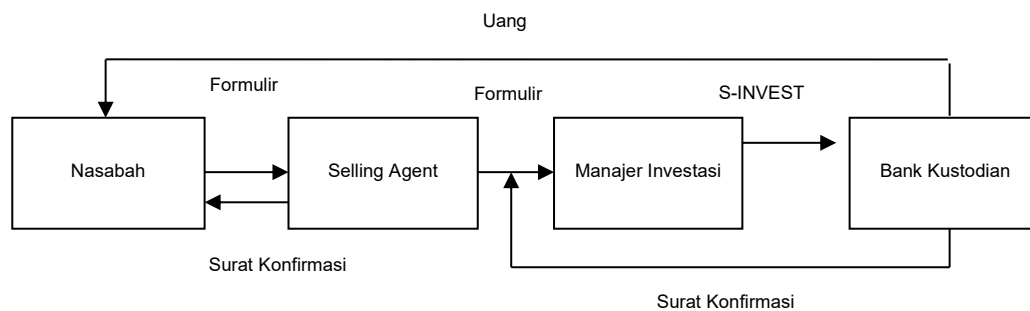 Uang
Formulir
Formulir
S-INVEST
Nasabah
Selling Agent
Manajer Investasi
Bank Kustodian
Surat Konfirmasi
Surat Konfirmasi